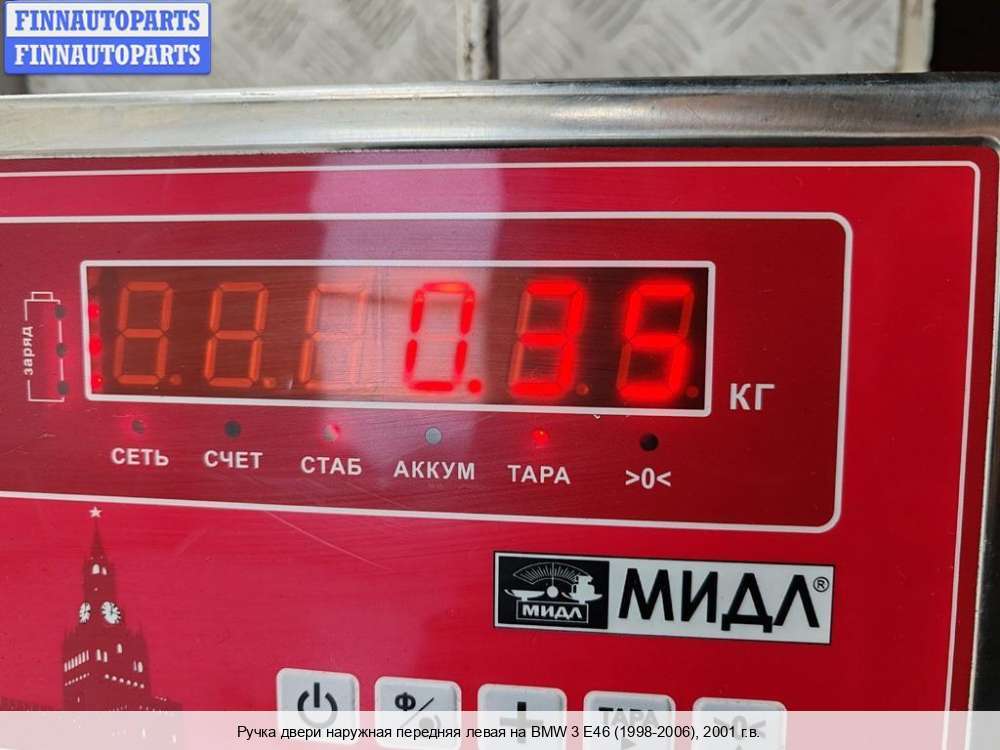 FINNAUTOPARTS
FINNAUTOPARTS
заряд
0.35
КГ
СЕТЬ СЧЕТ СТАБ АККУМ ТАРА >0<
МИДЛ МИДЛ®
Ф
ТАРА >0<
Ручка двери наружная передняя левая на BMW 3 E46 (1998-2006), 2001 г.в.